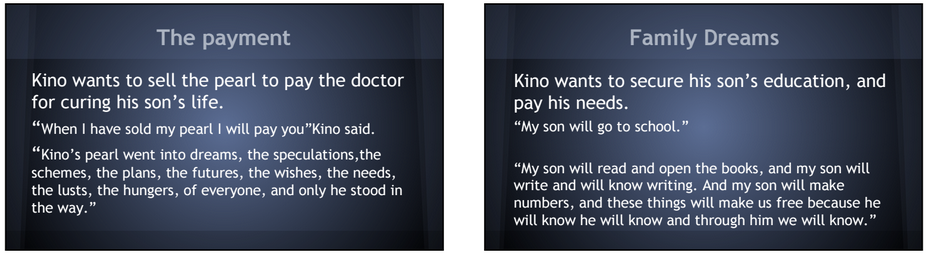 The payment
Kino wants to sell the pearl to pay the doctor
for curing his son's life.
“When I have sold my pearl I will pay you”Kino said.
“Kino's pearl went into dreams, the speculations,the
schemes, the plans, the futures, the wishes, the needs,
the lusts, the hungers, of everyone, and only he stood in
the way.”
Family Dreams
Kino wants to secure his son's education, and
pay his needs.
“My son will go to school.”
“My son will read and open the books, and my son will
write and will know writing. And my son will make
numbers, and these things will make us free because he
will know he will know and through him we will know.”